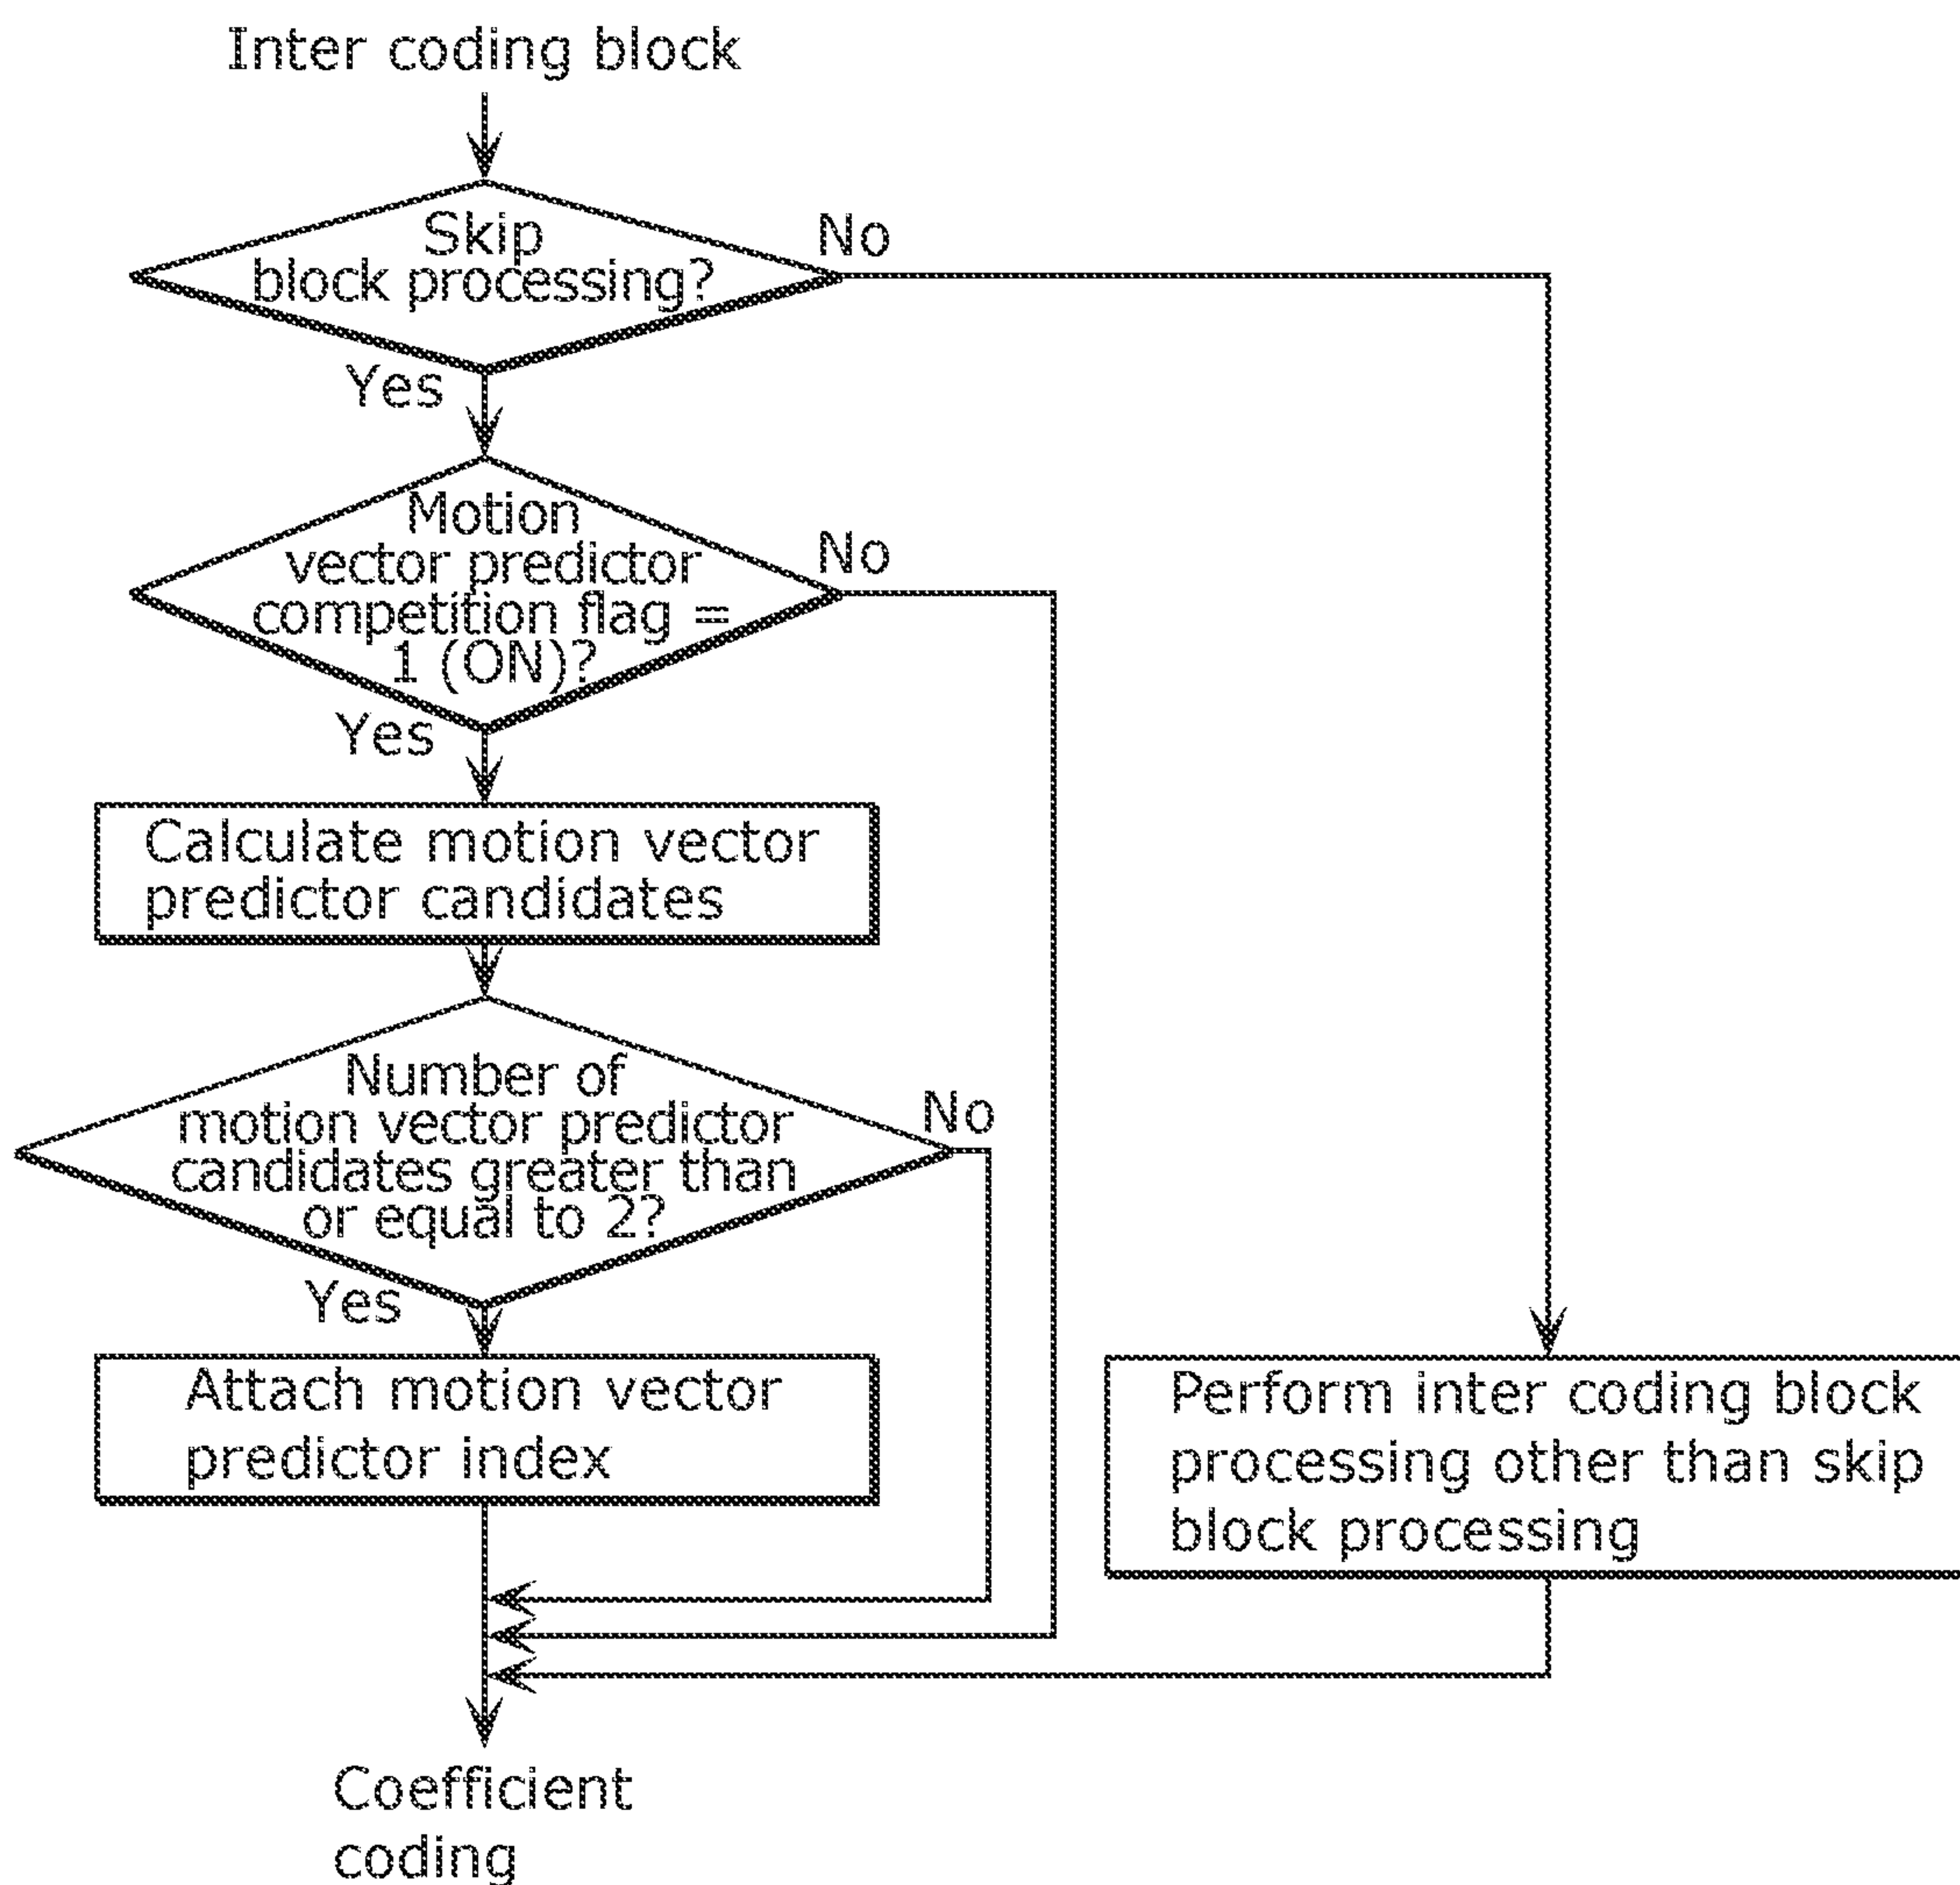 Inter coding block
Skip
block processing?
No
Yes
Motion
vector predictor
competition flag =
1 (ON)?
No
Yes
Calculate motion vector
predictor candidates
Number of
motion vector predictor
candidates greater than
or equal to 2?
No
Yes
Attach motion vector
predictor index
Perform inter coding block
processing other than skip
block processing
Coefficient
coding